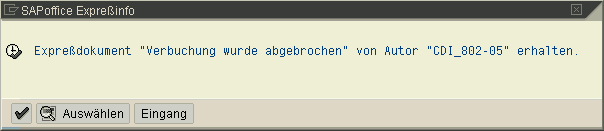 SAPoffice Expreßinfo
Expreßdokument "Verbuchung wurde abgebrochen" von Autor "CDI_802-05" erhalten.
Auswählen Eingang